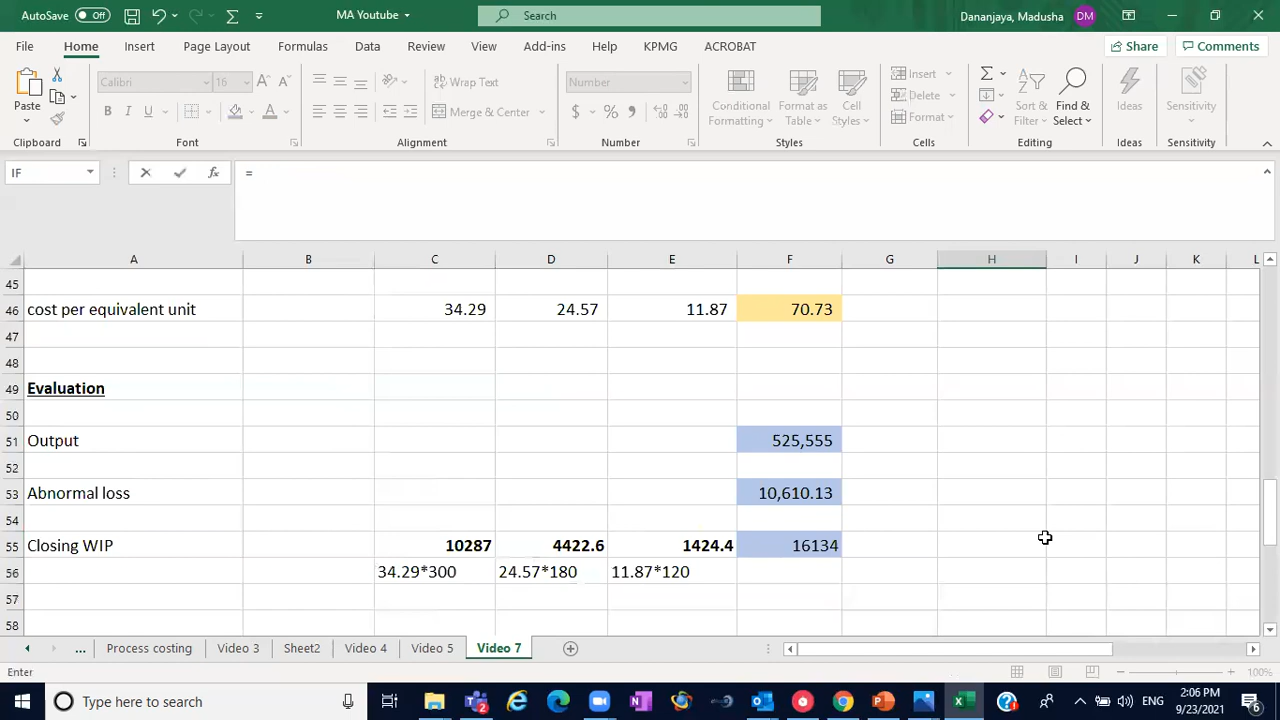 AutoSave Off MA Youtube Search Dananjaya, Madusha DM
File Home Insert Page Layout Formulas Data Review View Add-ins Help KPMG ACROBAT Share Comments
Paste Calibri 16 Wrap Text Number Conditional Formatting Format as Table Cell Styles Insert Sort & Filter Find & Select Ideas Sensitivity
B I U Merge & Center $ % Delete
Format
Clipboard Font Alignment Number Styles Cells Editing Ideas Sensitivity
IF =
A B C D E F G H I J K L
45
46 cost per equivalent unit 34.29 24.57 11.87 70.73
47
48
49 Evaluation
50
51 Output 525,555
52
53 Abnormal loss 10,610.13
54
55 Closing WIP 10287 4422.6 1424.4 16134
56 34.29*300 24.57*180 11.87*120
57
58
... Process costing Video 3 Sheet2 Video 4 Video 5 Video 7
Enter 100%
Type here to search ENG 2:06 PM
9/23/2021 6